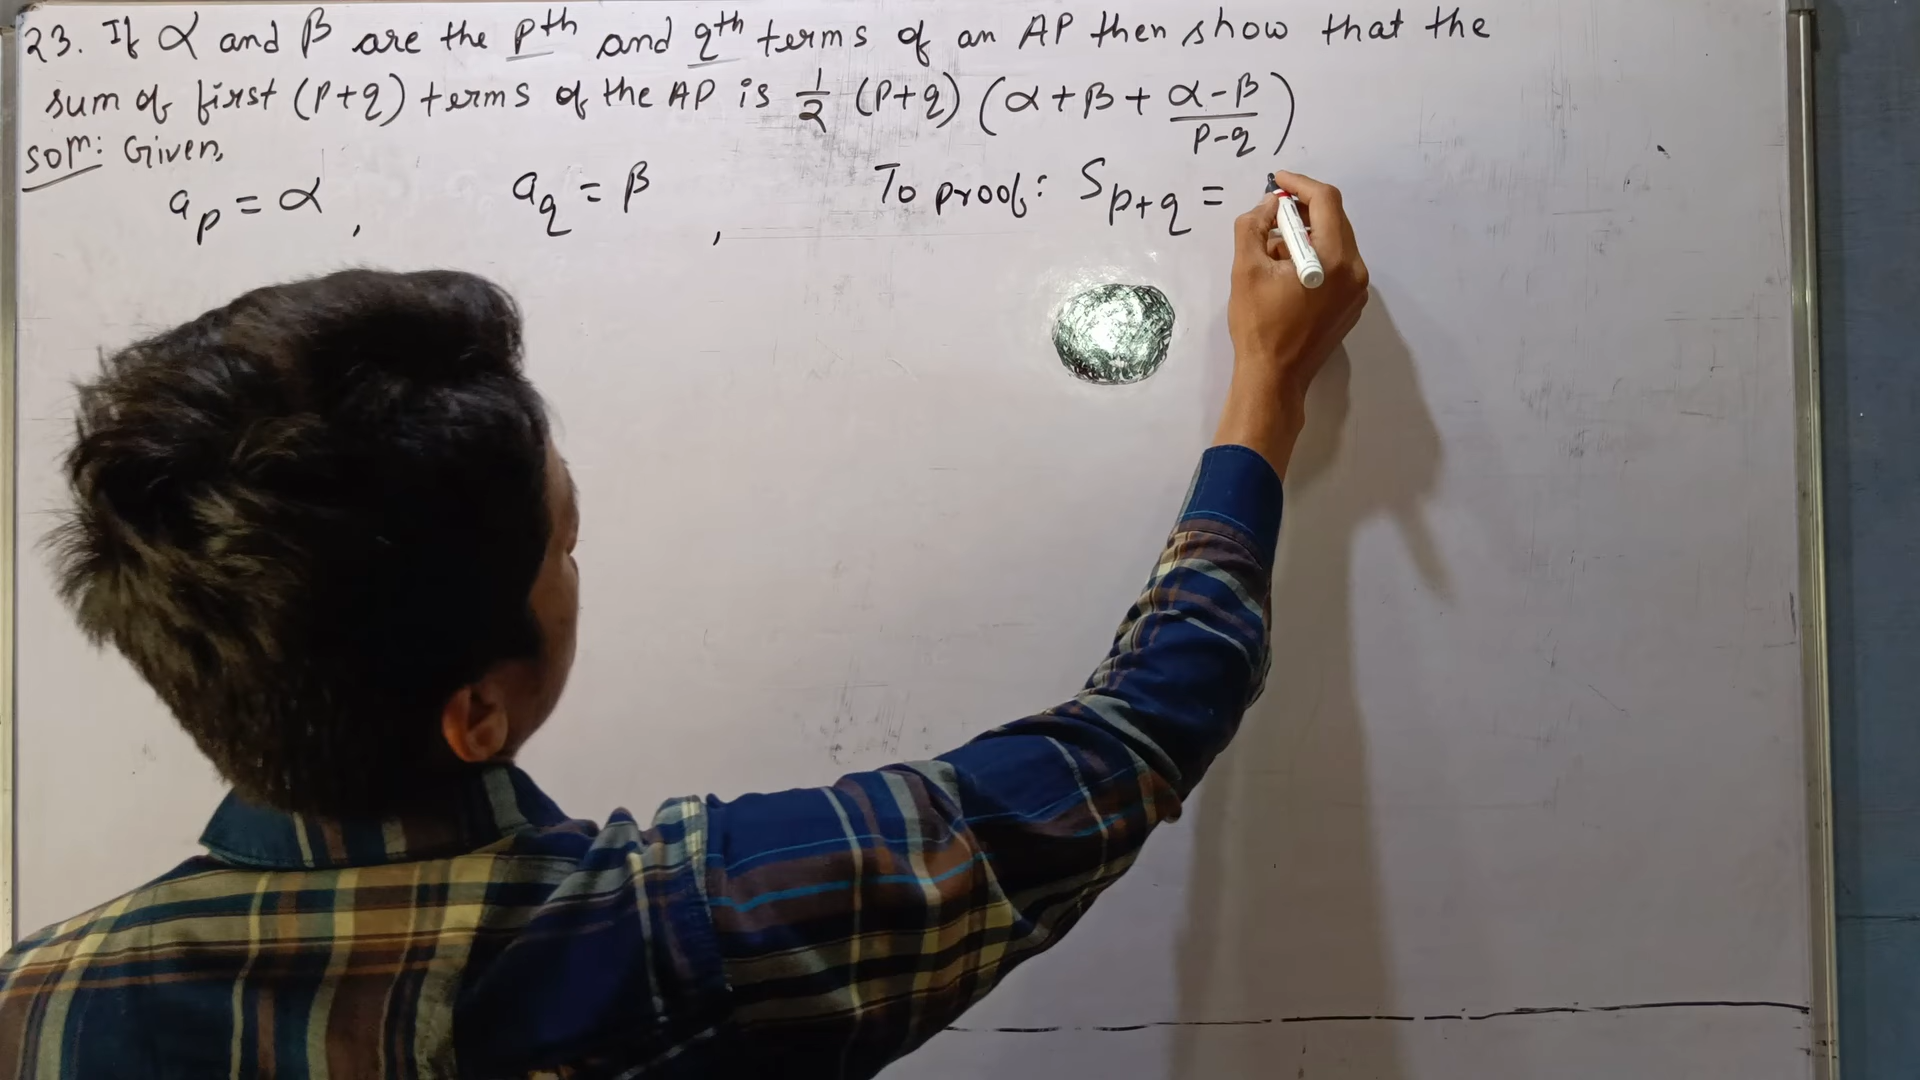 23. If α and β are the pth and qth terms of an AP then show that the
sum of first (p+q) terms of the AP is 1/2 (p+q) (α+β+ (α-β)/(p-q))
Soln: Given,
a_p = α , a_q = β , To proof: S_p+q =